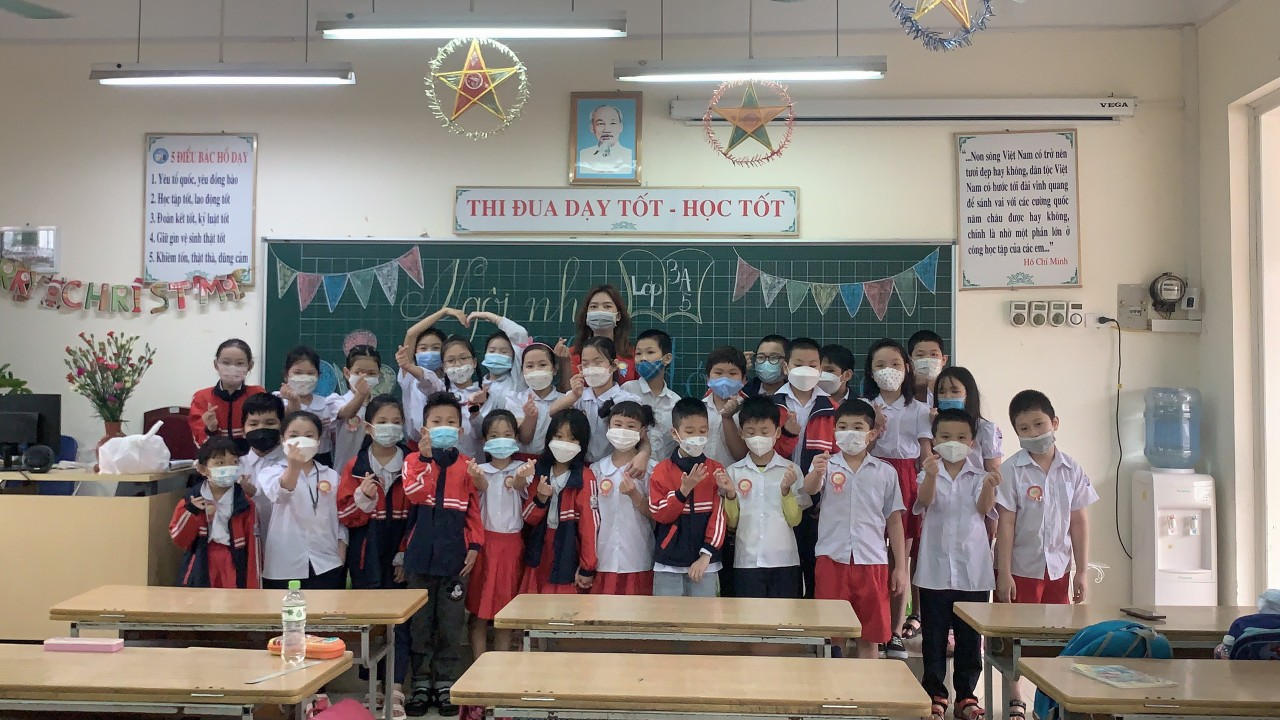 VEGA
5 ĐIỀU BÁC HỒ DẠY
1. Yêu tổ quốc, yêu đồng bào
2. Học tập tốt, lao động tốt
3. Đoàn kết tốt, kỷ luật tốt
4. Giữ gìn vệ sinh thật tốt
5. Khiêm tốn, thật thà, dũng cảm
THI ĐUA DẠY TỐT - HỌC TỐT
...Non sông Việt Nam có trở nên
tươi đẹp hay không, dân tộc Việt
Nam có bước tới đài vinh quang
để sánh vai với các cường quốc
năm châu được hay không,
chính là nhờ một phần lớn ở
công học tập của các em..."
Hồ Chí Minh
CHRISTMA
Ngôi nh
Lớp 3A
5